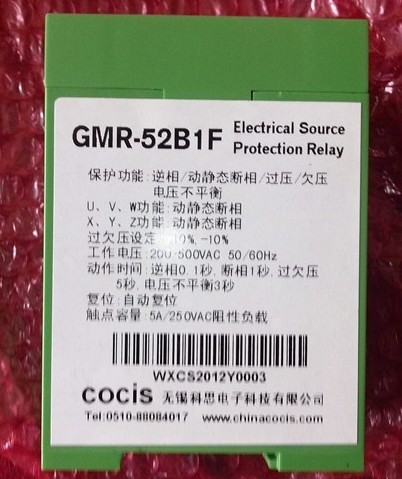 GMR-52B1F Electrical Source
Protection Relay
保护功能:逆相/动静态断相/过压/欠压
电压不平衡
U、V、W功能:动静态断相
X、Y、Z功能:动静态断相
过欠压设定:+10%,-10%
工作电压:200-500VAC 50/60Hz
动作时间:逆相0.1秒,断相1秒,过欠压
5秒,电压不平衡3秒
复位:自动复位
触点容量:5A/250VAC阻性负载
WXCS2012Y0003
cocis 无锡科思电子科技有限公司
Tel:0510-88084017 www.chinacocis.com